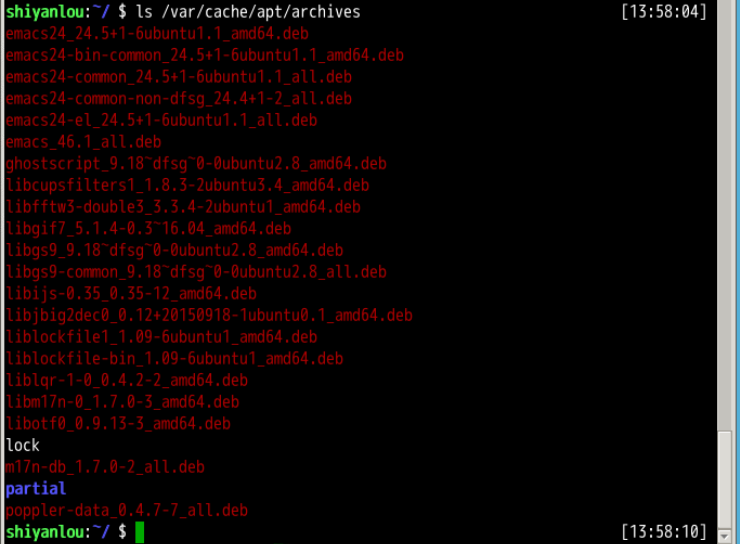 shiyanlou:~/ $ ls /var/cache/apt/archives [13:58:04]
emacs24_24.5+1-6ubuntu1.1_amd64.deb
emacs24-bin-common_24.5+1-6ubuntu1.1_amd64.deb
emacs24-common_24.5+1-6ubuntu1.1_all.deb
emacs24-common-non-dfsg_24.4+1-2_all.deb
emacs24-el_24.5+1-6ubuntu1.1_all.deb
emacs_46.1_all.deb
ghostscript_9.18~dfsg~0-0ubuntu2.8_amd64.deb
libcupsfilters1_1.8.3-2ubuntu3.4_amd64.deb
libfftw3-double3_3.3.4-2ubuntu1_amd64.deb
libgif7_5.1.4-0.3~16.04_amd64.deb
libgs9_9.18~dfsg~0-0ubuntu2.8_amd64.deb
libgs9-common_9.18~dfsg~0-0ubuntu2.8_all.deb
libijs-0.35_0.35-12_amd64.deb
libjbig2dec0_0.12+20150918-1ubuntu0.1_amd64.deb
liblockfile1_1.09-6ubuntu1_amd64.deb
liblockfile-bin_1.09-6ubuntu1_amd64.deb
liblqr-1-0_0.4.2-2_amd64.deb
libm17n-0_1.7.0-3_amd64.deb
libotf0_0.9.13-3_amd64.deb
lock
m17n-db_1.7.0-2_all.deb
partial
poppler-data_0.4.7-7_all.deb
shiyanlou:~/ $ [13:58:10]